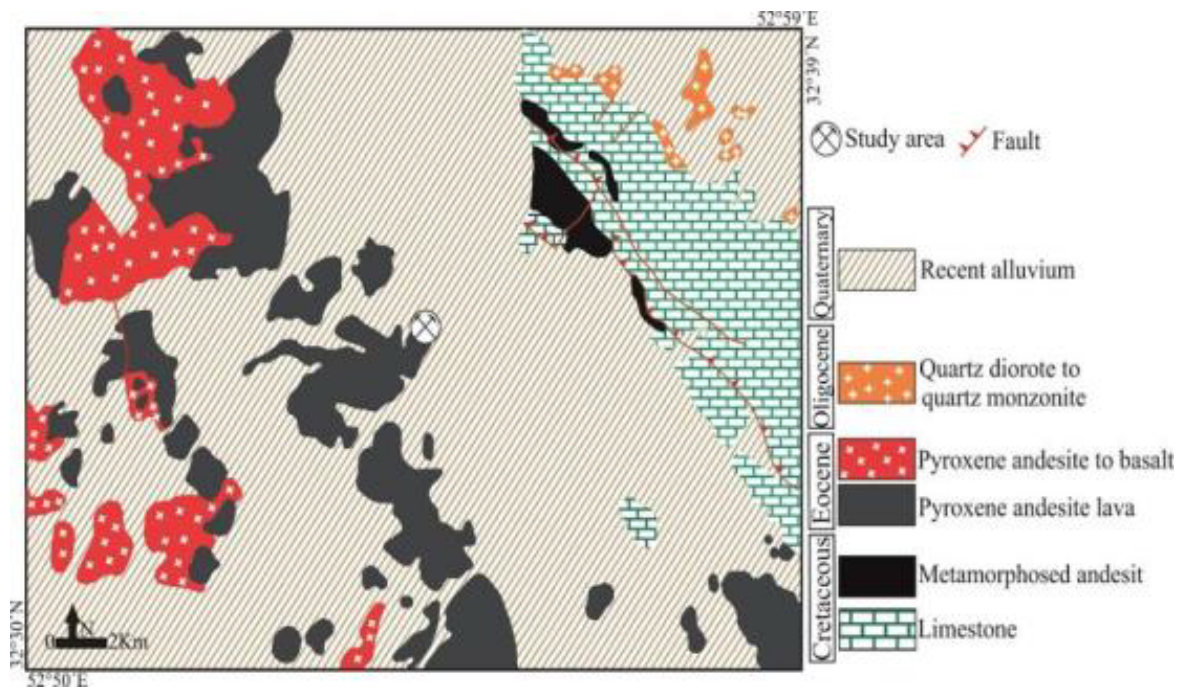 52°59´E
32°39´N
Study area
Fault
Quaternary
Recent alluvium
Oligocene
Quartz diorote to
quartz monzonite
Eocene
Pyroxene andesite to basalt
Pyroxene andesite lava
Cretaceous
Metamorphosed andesit
Limestone
N
0 2Km
32°30´N
52°50´E